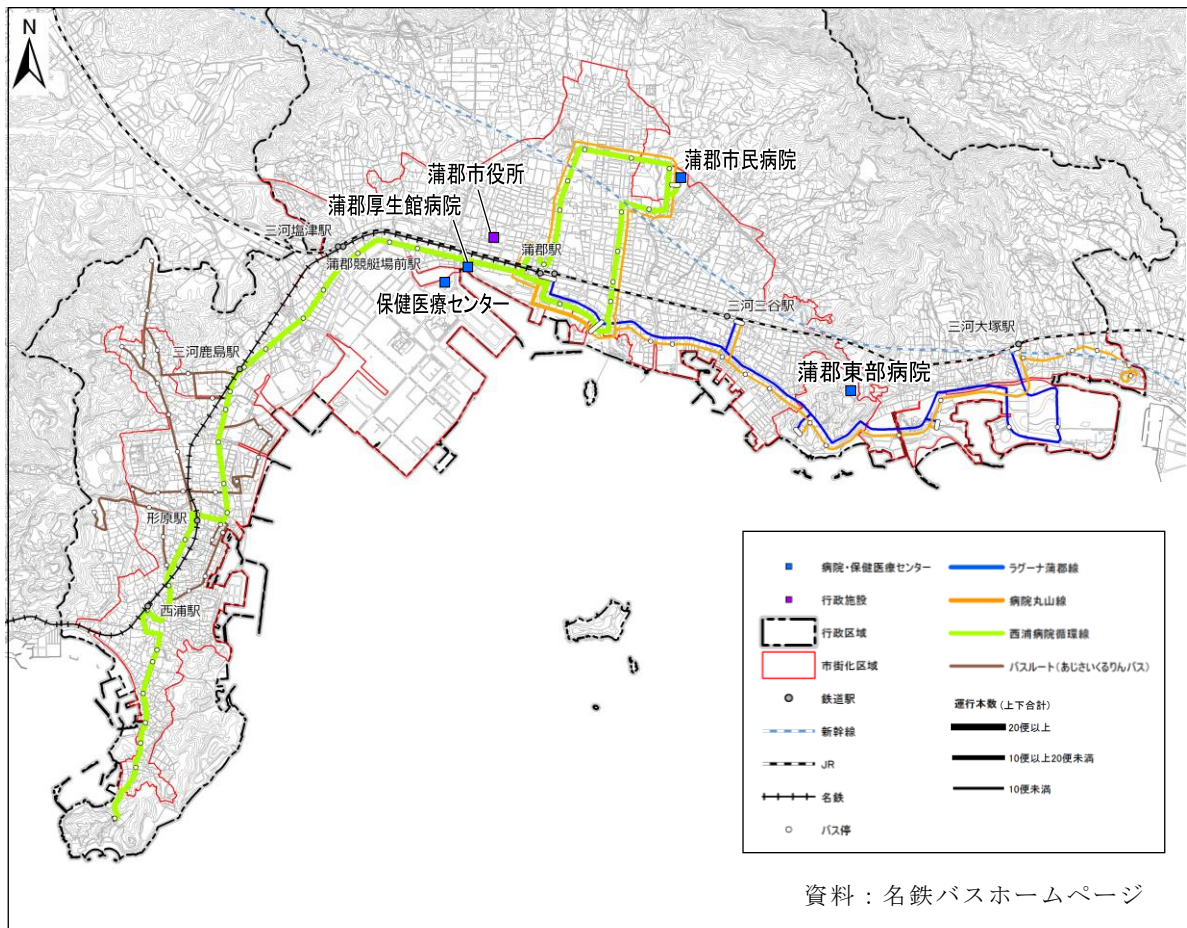 N
蒲郡市民病院
蒲郡市役所
蒲郡厚生館病院
三河塩津駅
蒲郡駅
蒲郡競艇場前駅
保健医療センター
三河三谷駅
三河大塚駅
三河鹿島駅
蒲郡東部病院
形原駅
西浦駅
病院・保健医療センター
行政施設
行政区域
市街化区域
鉄道駅
新幹線
JR
名鉄
バス停
ラグーナ蒲郡線
病院丸山線
西浦病院循環線
バスルート(あじさいくるりんバス)
運行本数(上下合計)
20便以上
10便以上20便未満
10便未満
資料：名鉄バスホームページ